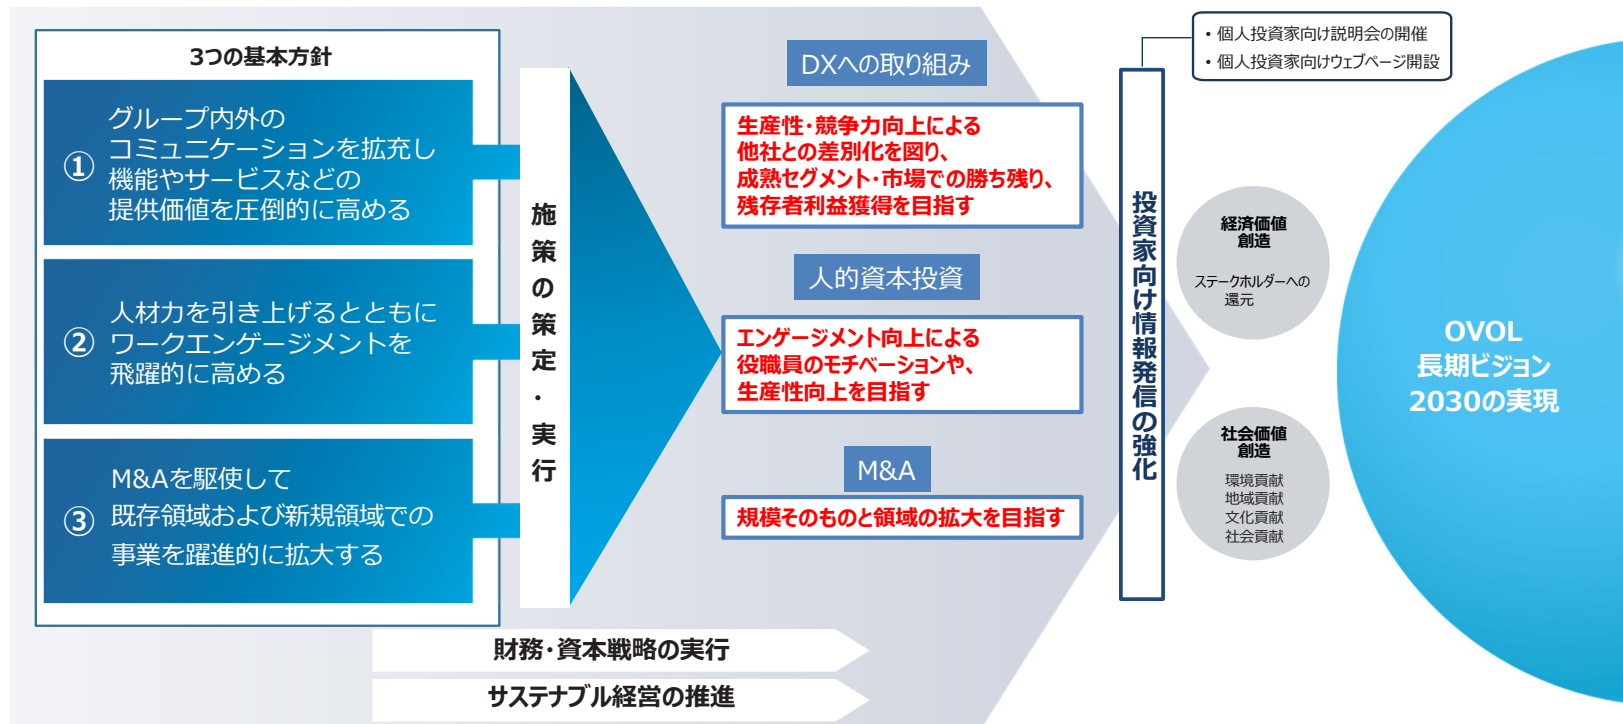 3つの基本方針
①
グループ内外の
コミュニケーションを拡充し
機能やサービスなどの
提供価値を圧倒的に高める
②
人材力を引き上げるとともに
ワークエンゲージメントを
飛躍的に高める
③
M&Aを駆使して
既存領域および新規領域での
事業を躍進的に拡大する
施策の策定・実行
DXへの取り組み
生産性・競争力向上による
他社との差別化を図り、
成熟セグメント・市場での勝ち残り、
残存者利益獲得を目指す
人的資本投資
エンゲージメント向上による
役職員のモチベーションや、
生産性向上を目指す
M&A
規模そのものと領域の拡大を目指す
財務・資本戦略の実行
サステナブル経営の推進
投資家向け情報発信の強化
・個人投資家向け説明会の開催
・個人投資家向けウェブページ開設
経済価値
創造
ステークホルダーへの
還元
社会価値
創造
環境貢献
地域貢献
文化貢献
社会貢献
OVOL
長期ビジョン
2030の実現